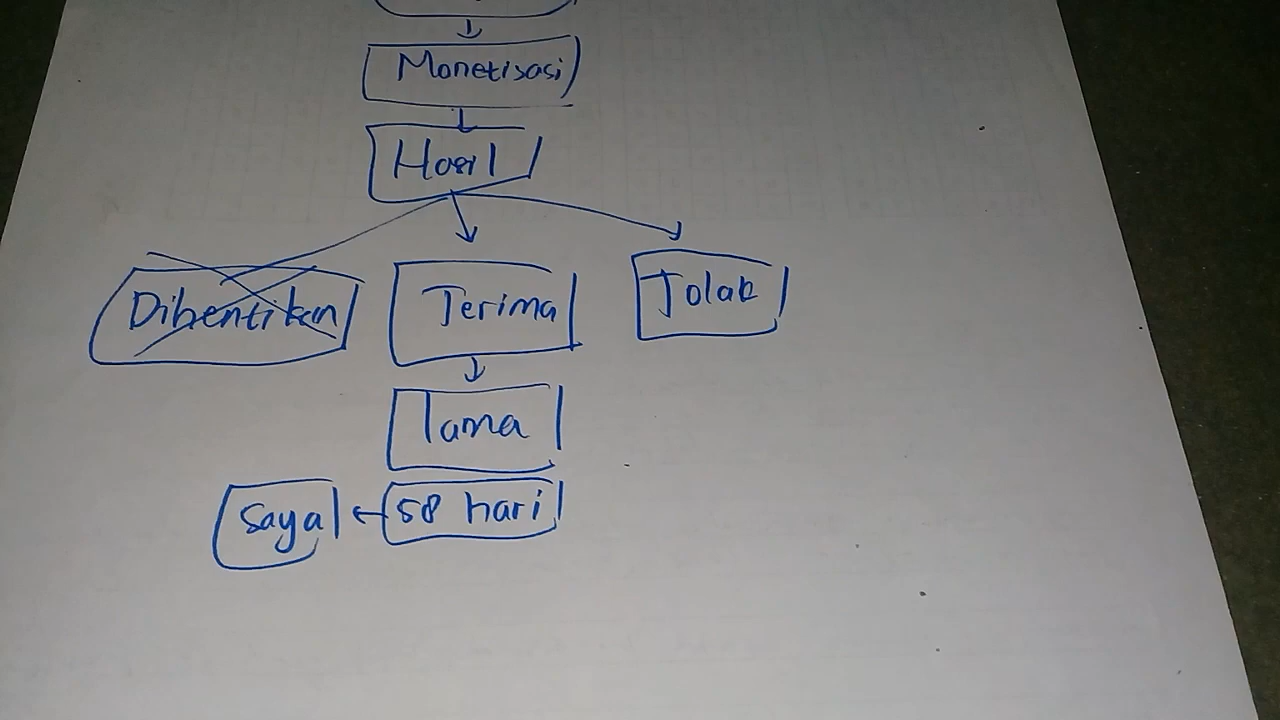 Monetisasi
Hasil
Dihentikan
Terima
Tolak
Lama
58 hari
Saya